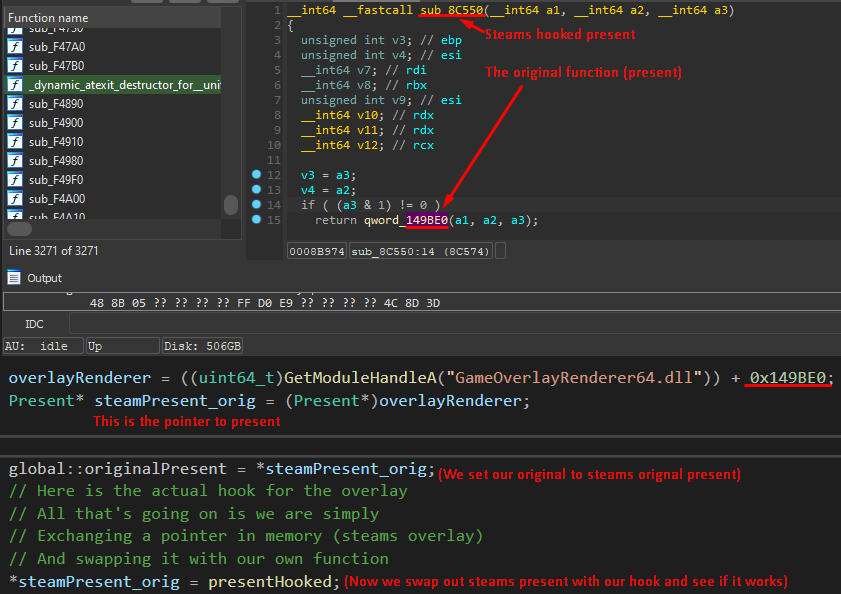 Function name
sub_F4750
sub_F47A0
sub_F47B0
_dynamic_atexit_destructor_for__uni
sub_F4890
sub_F4900
sub_F4910
sub_F4980
sub_F49F0
sub_F4A00
sub_F4A10
Line 3271 of 3271
1 __int64 __fastcall sub_8C550(__int64 a1, __int64 a2, __int64 a3)
2 {
Steams hooked present
3 unsigned int v3; // ebp
4 unsigned int v4; // esi
5 __int64 v7; // rdi
The original function (present)
6 __int64 v8; // rbx
7 unsigned int v9; // esi
8 __int64 v10; // rdx
9 __int64 v11; // rdx
10 __int64 v12; // rcx
11
12 v3 = a3;
13 v4 = a2;
14 if ( (a3 & 1) != 0 )
15 return qword_149BE0(a1, a2, a3);
0008B974 sub_8C550:14 (8C574)
Output
48 8B 05 ?? ?? ?? ?? FF D0 E9 ?? ?? ?? ?? 4C 8D 3D
IDC
AU: idle Up Disk: 506GB
overlayRenderer = ((uint64_t)GetModuleHandleA("GameOverlayRenderer64.dll")) + 0x149BE0;
Present* steamPresent_orig = (Present*)overlayRenderer;
This is the pointer to present
global::originalPresent = *steamPresent_orig; (We set our original to steams orignal present)
// Here is the actual hook for the overlay
// All that's going on is we are simply
// Exchanging a pointer in memory (steams overlay)
// And swapping it with our own function
*steamPresent_orig = presentHooked; (Now we swap out steams present with our hook and see if it works)